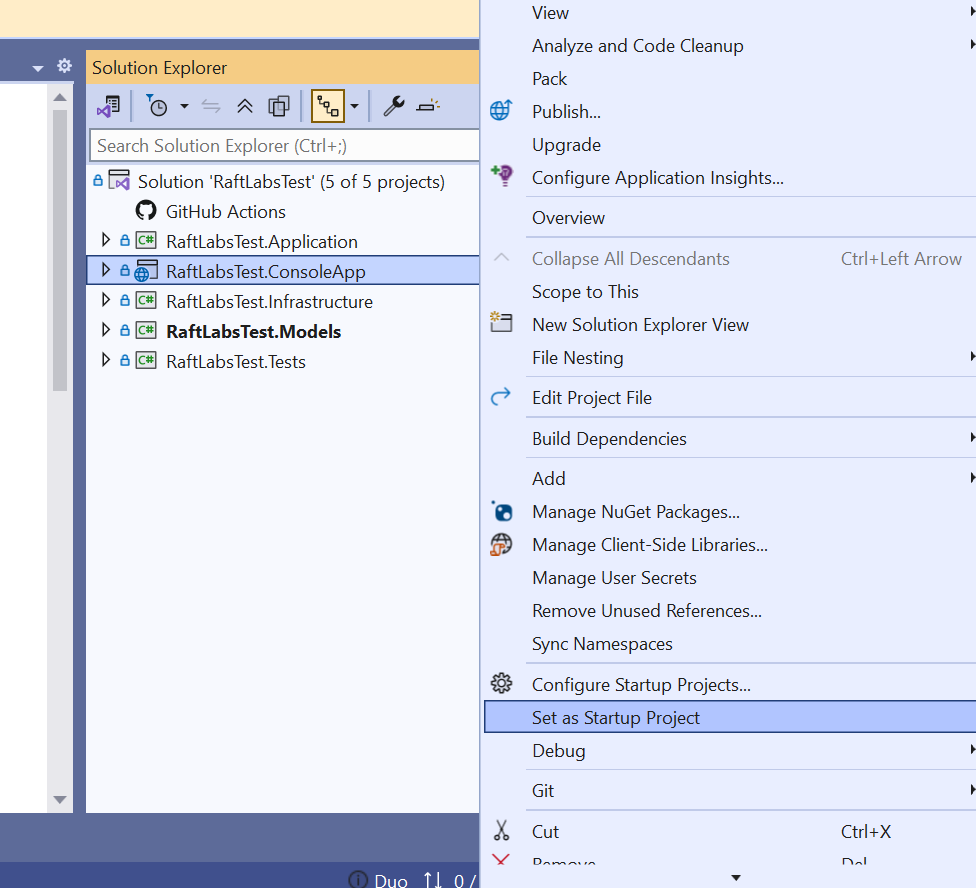 Solution Explorer
Search Solution Explorer (Ctrl+;)
Solution 'RaftLabsTest' (5 of 5 projects)
GitHub Actions
RaftLabsTest.Application
RaftLabsTest.ConsoleApp
RaftLabsTest.Infrastructure
RaftLabsTest.Models
RaftLabsTest.Tests
View
Analyze and Code Cleanup
Pack
Publish...
Upgrade
Configure Application Insights...
Overview
Collapse All Descendants Ctrl+Left Arrow
Scope to This
New Solution Explorer View
File Nesting
Edit Project File
Build Dependencies
Add
Manage NuGet Packages...
Manage Client-Side Libraries...
Manage User Secrets
Remove Unused References...
Sync Namespaces
Configure Startup Projects...
Set as Startup Project
Debug
Git
Cut Ctrl+X
Remove Del
Duo 0 /